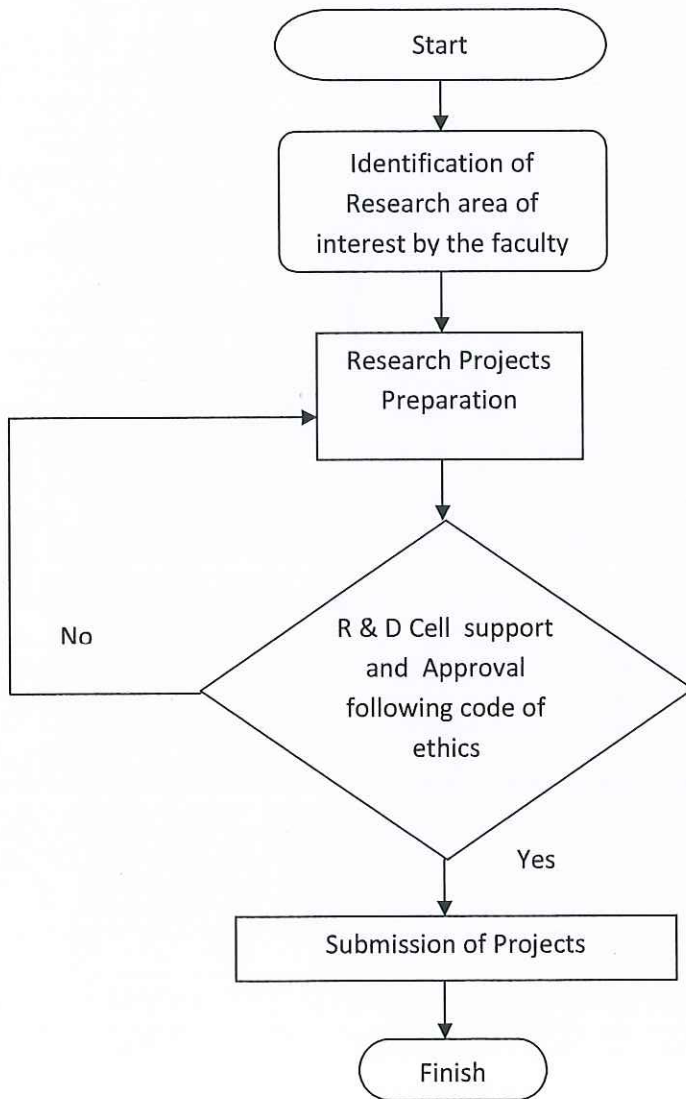 Start
Identification of
Research area of
interest by the faculty
Research Projects
Preparation
No
R & D Cell support
and Approval
following code of
ethics
Yes
Submission of Projects
Finish